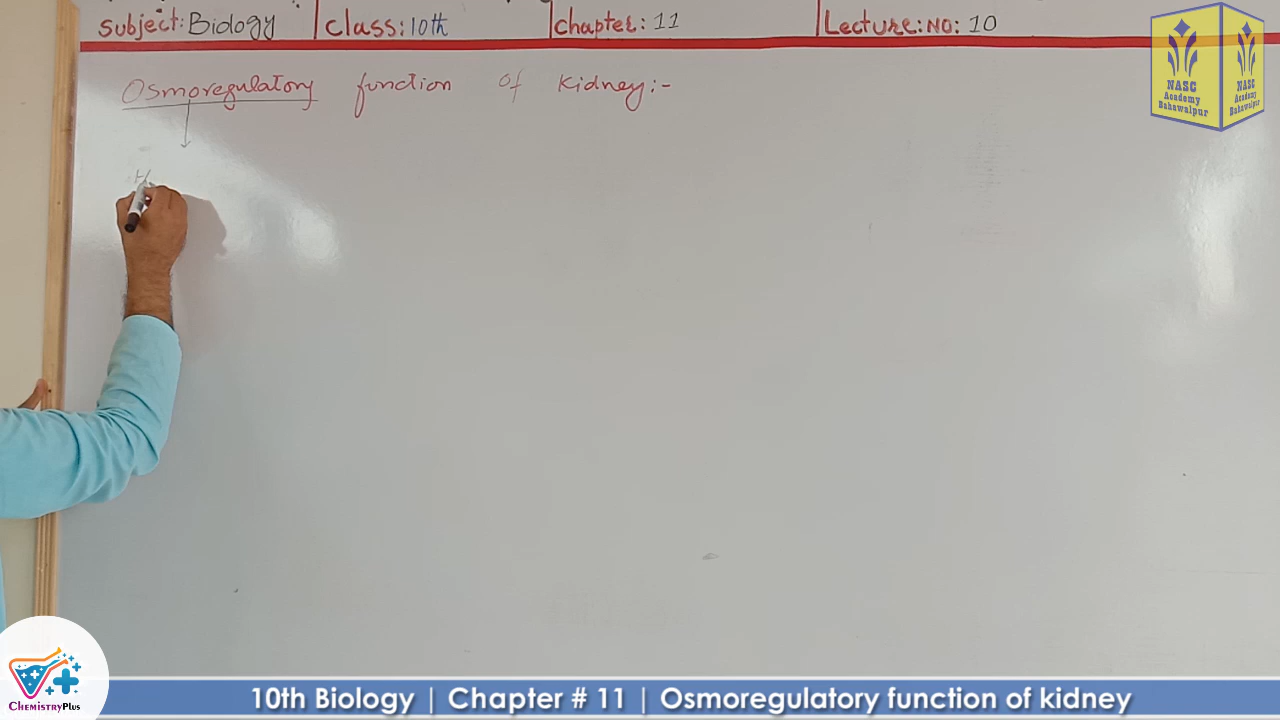 Subject: Biology | Class: 10th | Chapter: 11 | Lecture: No: 10
Osmoregulatory function of Kidney:-
H
NASC Academy Bahawalpur
NASC Academy Bahawalpur
ChemistryPlus
10th Biology | Chapter # 11 | Osmoregulatory function of kidney